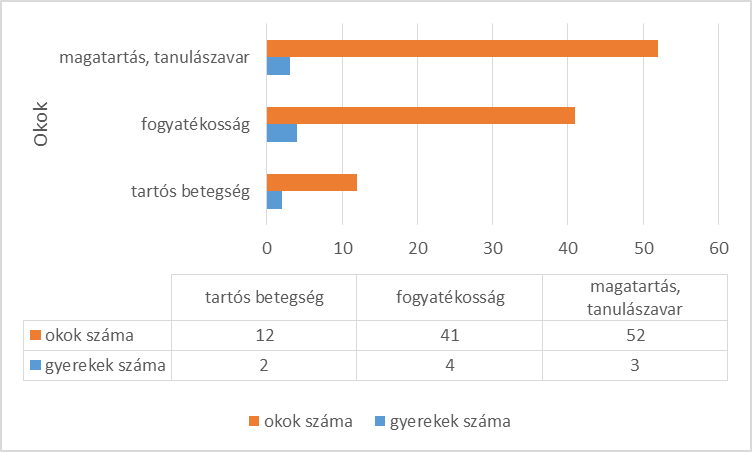 magatartás, tanulászavar
fogyatékosság
tartós betegség
Okok
0 10 20 30 40 50 60
tartós betegség fogyatékosság magatartás, tanulászavar
okok száma 12 41 52
gyerekek száma 2 4 3
okok száma gyerekek száma